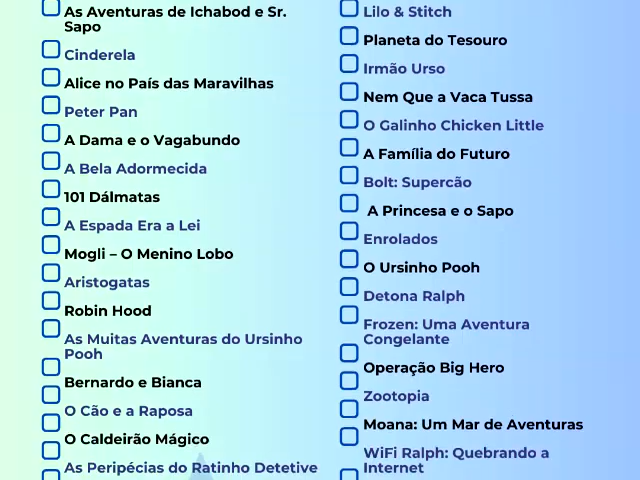 As Aventuras de Ichabod e Sr.
Sapo
Cinderela
Alice no País das Maravilhas
Peter Pan
A Dama e o Vagabundo
A Bela Adormecida
101 Dálmatas
A Espada Era a Lei
Mogli – O Menino Lobo
Aristogatas
Robin Hood
As Muitas Aventuras do Ursinho
Pooh
Bernardo e Bianca
O Cão e a Raposa
O Caldeirão Mágico
As Peripécias do Ratinho Detetive
Lilo & Stitch
Planeta do Tesouro
Irmão Urso
Nem Que a Vaca Tussa
O Galinho Chicken Little
A Família do Futuro
Bolt: Supercão
A Princesa e o Sapo
Enrolados
O Ursinho Pooh
Detona Ralph
Frozen: Uma Aventura
Congelante
Operação Big Hero
Zootopia
Moana: Um Mar de Aventuras
WiFi Ralph: Quebrando a
Internet